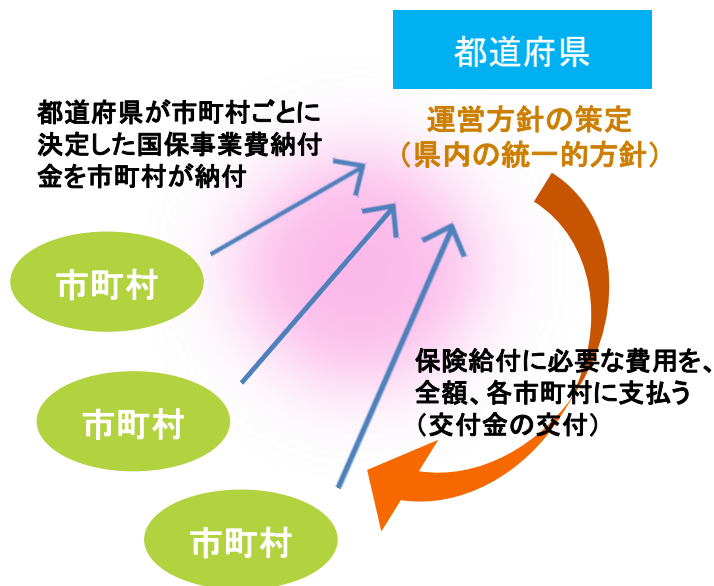 都道府県
運営方針の策定
（県内の統一的方針）
都道府県が市町村ごとに
決定した国保事業費納付
金を市町村が納付
市町村
市町村
市町村
保険給付に必要な費用を、
全額、各市町村に支払う
（交付金の交付）